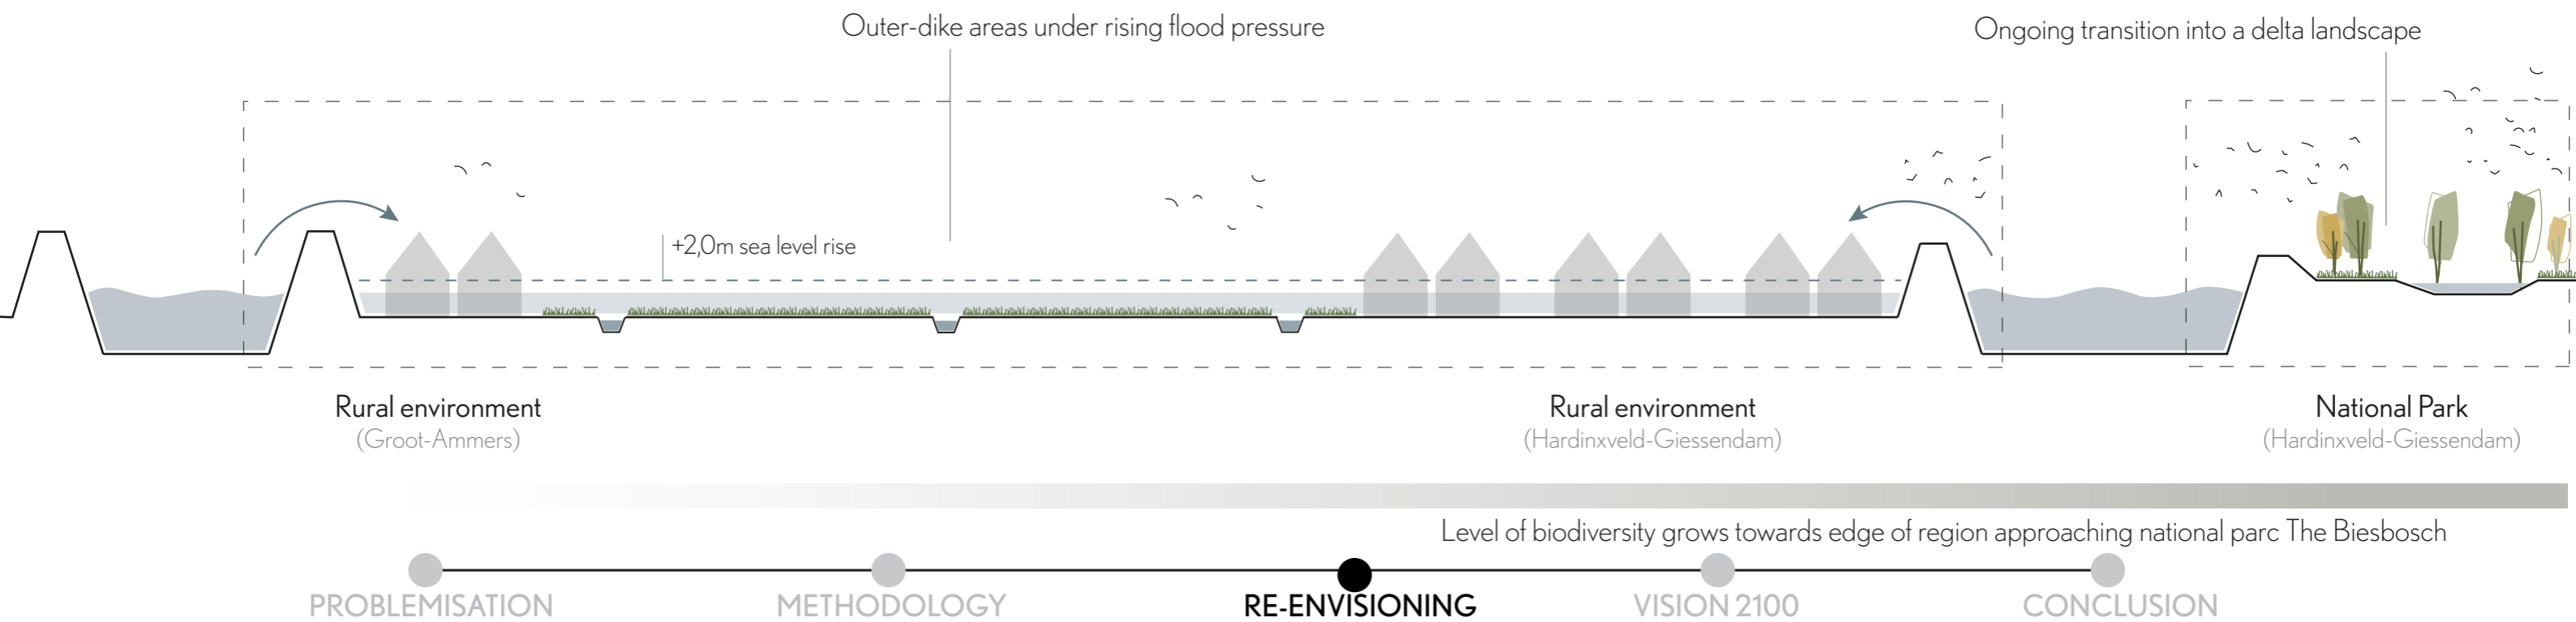 Outer-dike areas under rising flood pressure
Ongoing transition into a delta landscape
+2,0m sea level rise
Rural environment
(Groot-Ammers)
Rural environment
(Hardinxveld-Giessendam)
National Park
(Hardinxveld-Giessendam)
Level of biodiversity grows towards edge of region approaching national parc The Biesbosch
PROBLEMISATION
METHODOLOGY
RE-ENVISIONING
VISION 2100
CONCLUSION